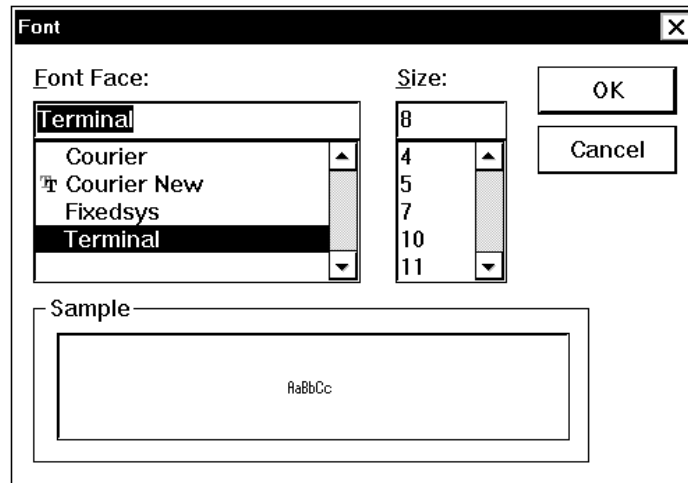 Font
Font Face:
Terminal
Courier
Courier New
Fixedsys
Terminal
Size:
8
4
5
7
10
11
OK
Cancel
Sample
AaBbCc